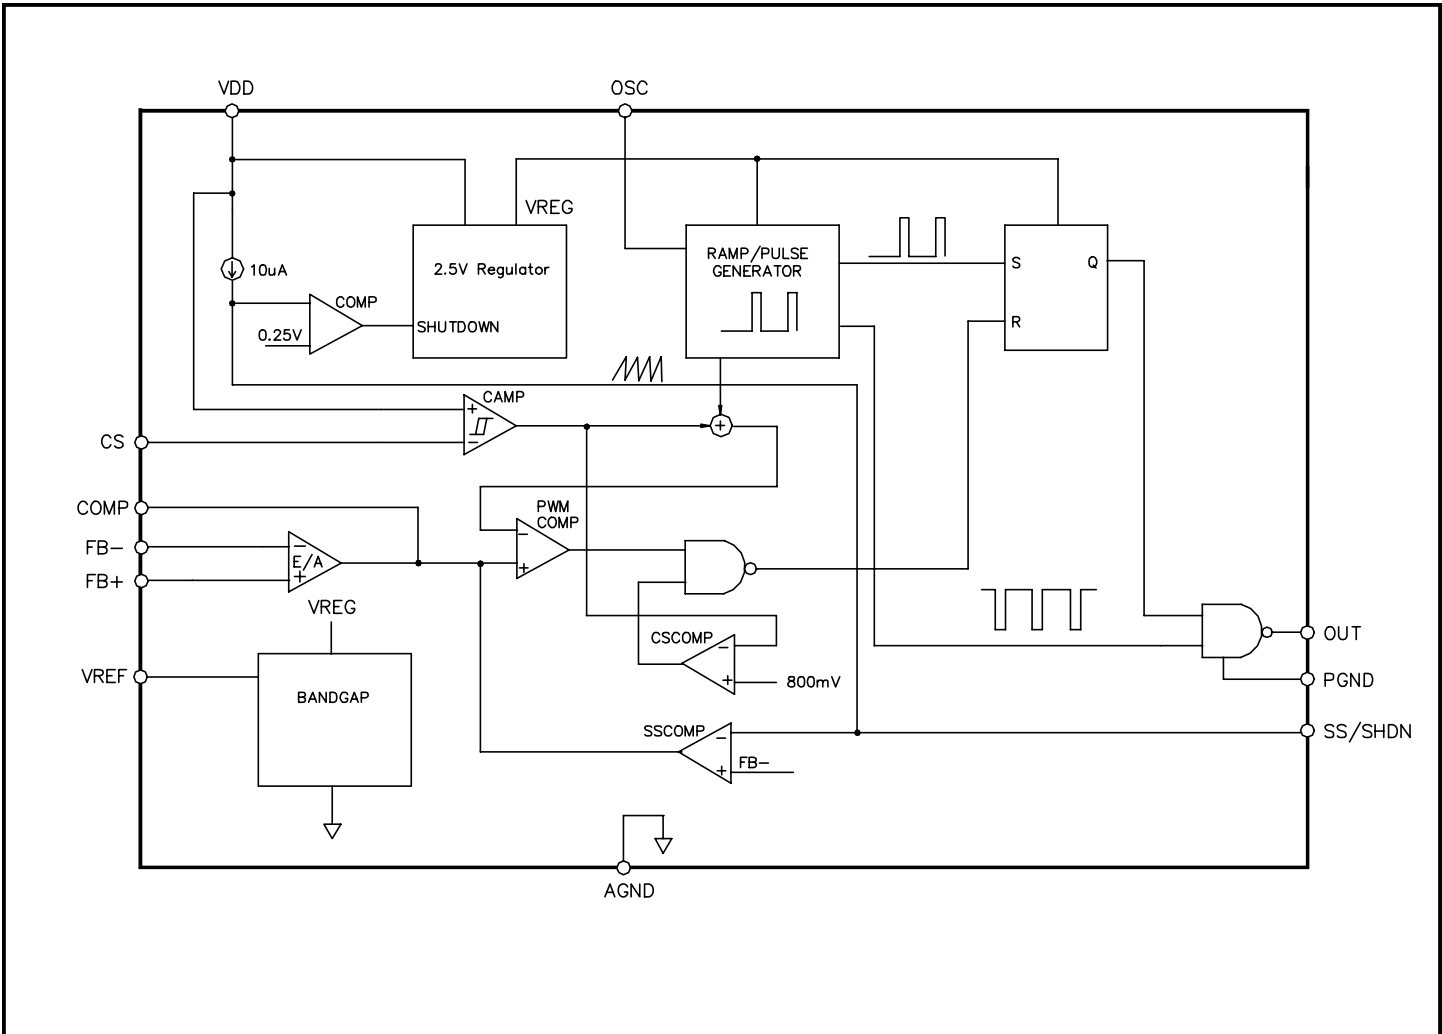 VDD
OSC
VREG
RAMP/PULSE
GENERATOR
2.5V Regulator
10uA
S
Q
COMP
0.25V
SHUTDOWN
R
CAMP
+
−
+
CS
COMP
PWM
COMP
−
+
FB−
−
E/A
+
FB+
VREG
CSCOMP
−
+
800mV
OUT
VREF
BANDGAP
PGND
SSCOMP
−
+
FB−
SS/SHDN
AGND